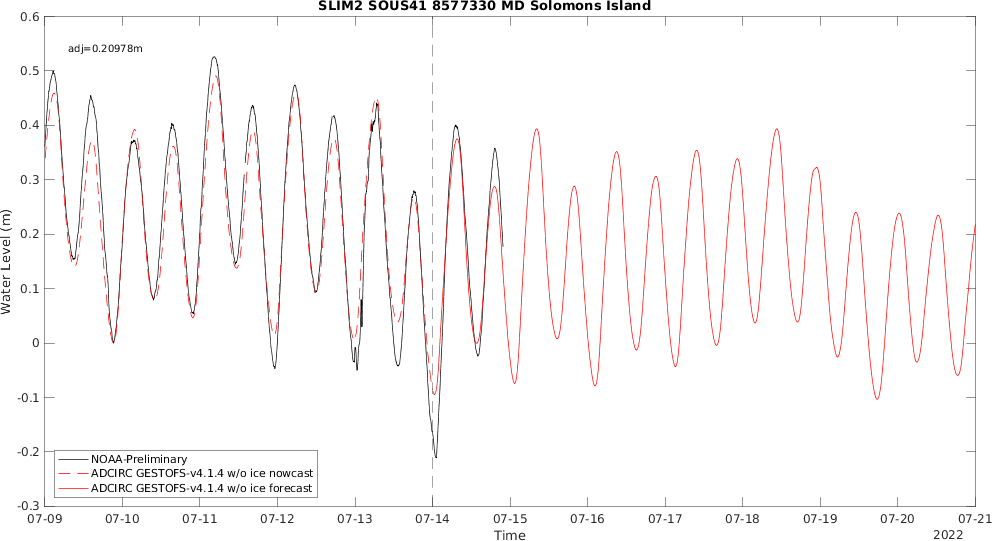 SLIM2 SOUS41 8577330 MD Solomons Island
adj=0.20978m
0.6
0.5
0.4
0.3
0.2
0.1
0
-0.1
-0.2
-0.3
Water Level (m)
NOAA-Preliminary
ADCIRC GESTOFS-v4.1.4 w/o ice nowcast
ADCIRC GESTOFS-v4.1.4 w/o ice forecast
07-09 07-10 07-11 07-12 07-13 07-14 07-15 07-16 07-17 07-18 07-19 07-20 07-21
Time
2022